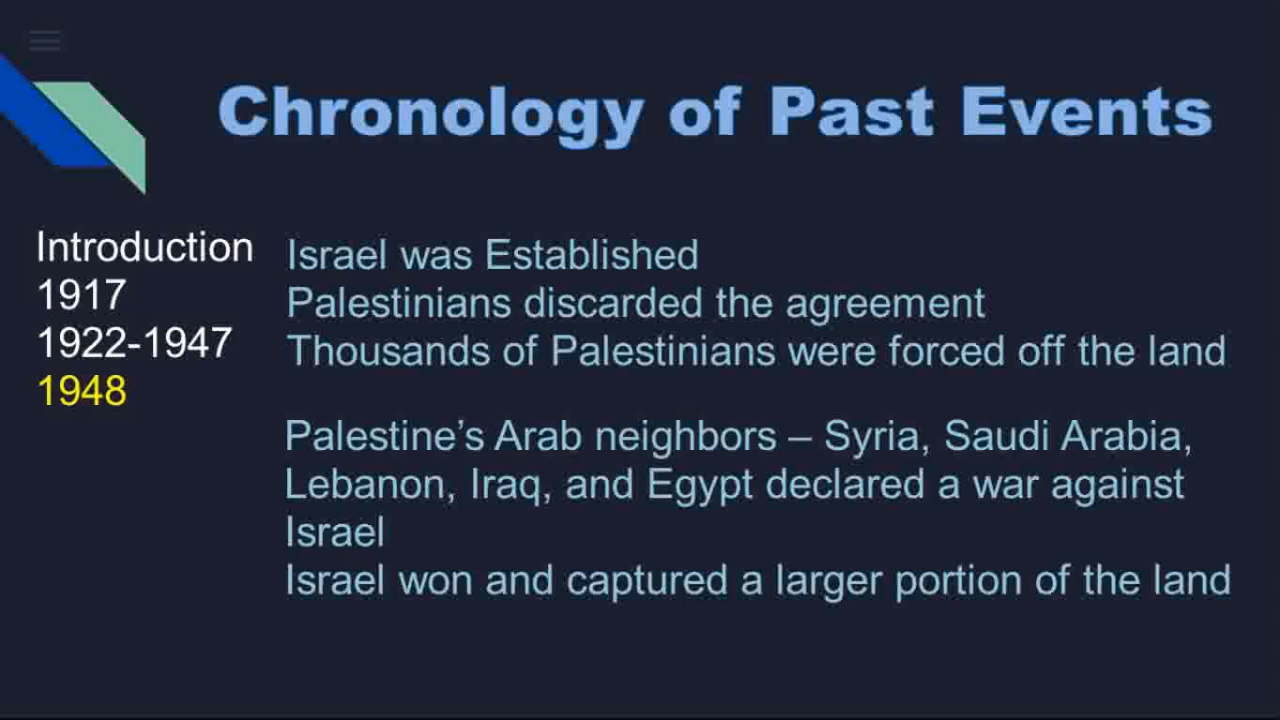 Chronology of Past Events
Introduction
1917
1922-1947
1948
Israel was Established
Palestinians discarded the agreement
Thousands of Palestinians were forced off the land
Palestine’s Arab neighbors – Syria, Saudi Arabia,
Lebanon, Iraq, and Egypt declared a war against
Israel
Israel won and captured a larger portion of the land